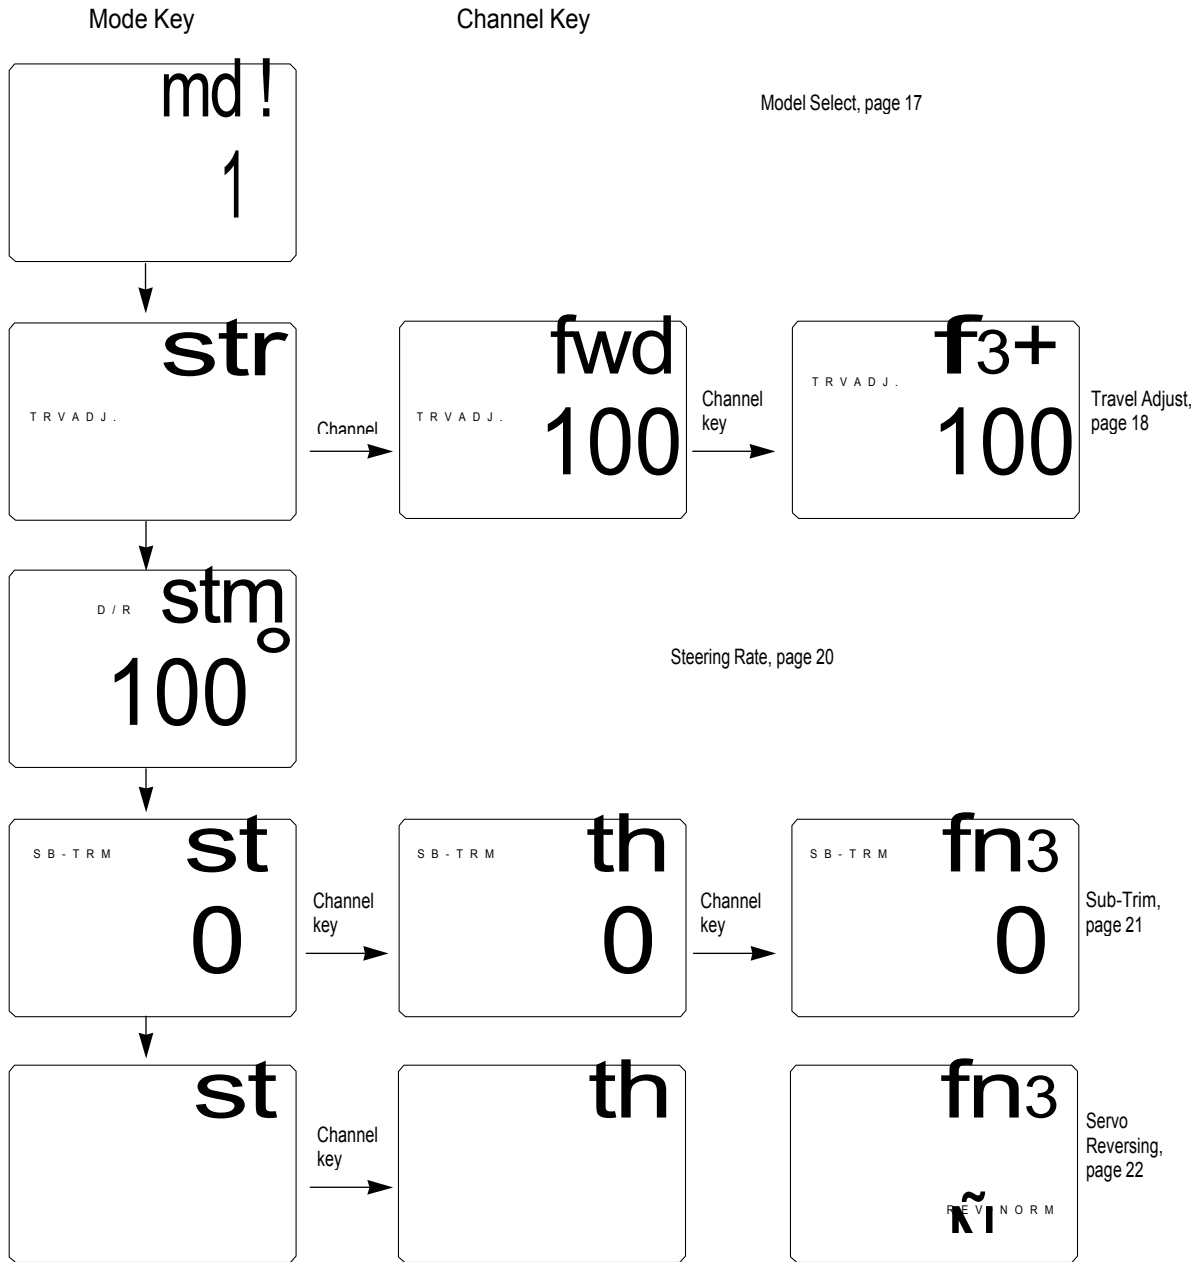 Mode Key
Channel Key
md !
1
Model Select, page 17
str
TRVADJ.
Channel
fwd
TRVADJ.
100
Channel
key
f3+
TRVADJ.
100
Travel Adjust,
page 18
D/R
stm
100
Steering Rate, page 20
SB-TRM
st
0
Channel
key
SB-TRM
th
0
Channel
key
SB-TRM
fn3
0
Sub-Trim,
page 21
st
Channel
key
th
fn3
REV NORM
Servo
Reversing,
page 22